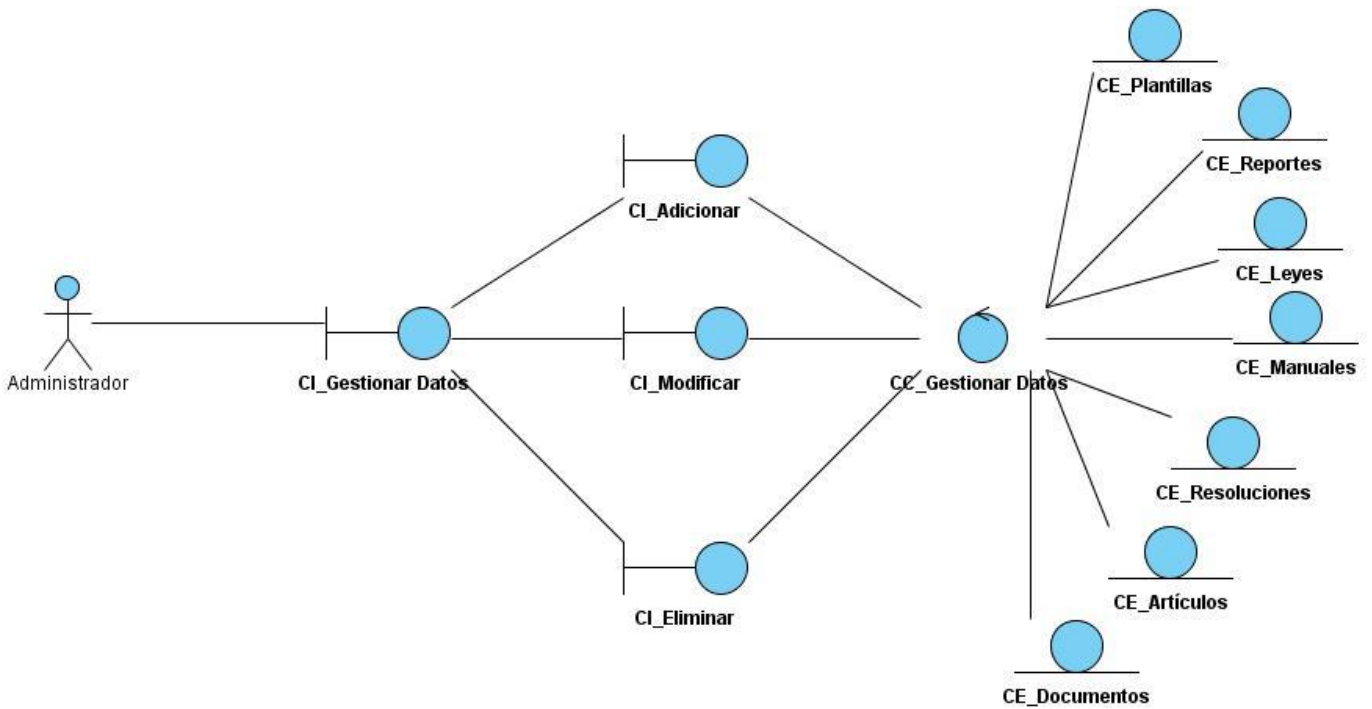 CE_Plantillas
CE_Reportes
CI_Adicionar
CE_Leyes
CE_Manuales
Administrador
CI_Gestionar Datos
CI_Modificar
CC_Gestionar Datos
CE_Resoluciones
CE_Artículos
CI_Eliminar
CE_Documentos